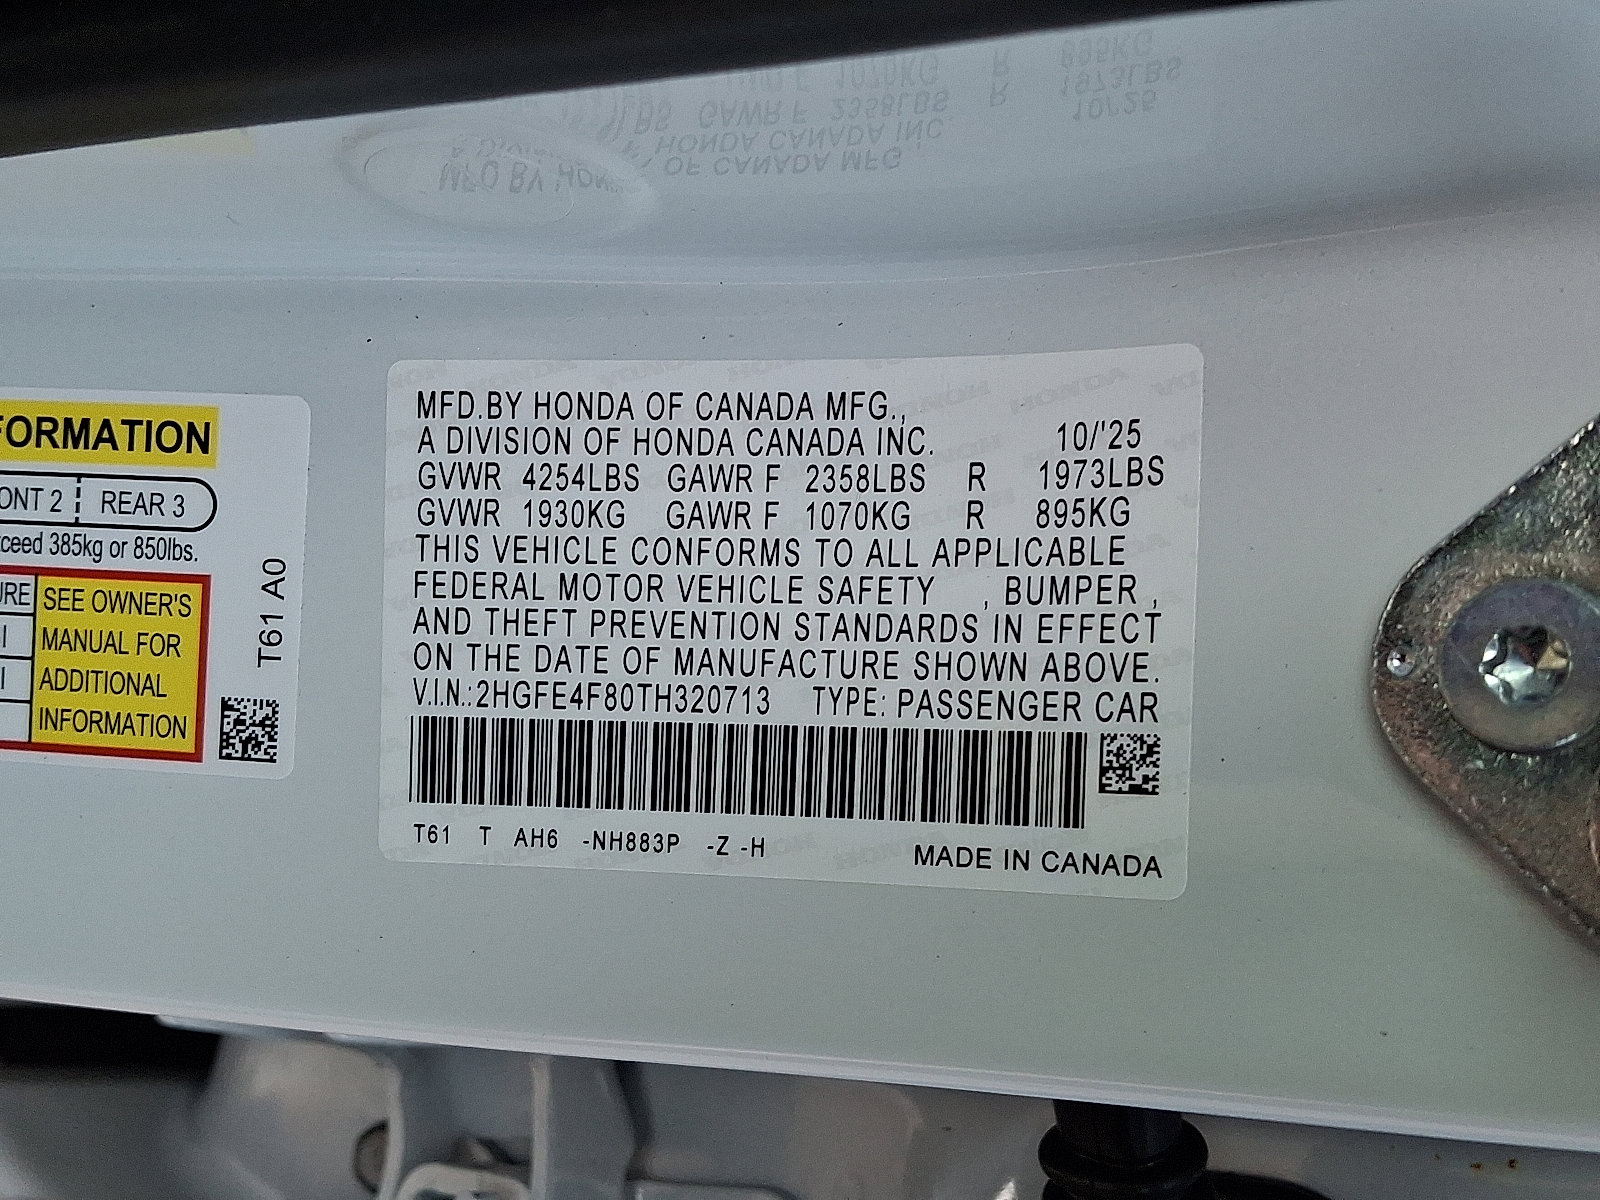 FORMATION
ONT 2 REAR 3
ceed 385kg or 850lbs.
URE SEE OWNER'S
I MANUAL FOR
I ADDITIONAL
INFORMATION
T61 A0
MFD.BY HONDA OF CANADA MFG.,
A DIVISION OF HONDA CANADA INC. 10/'25
GVWR 4254LBS GAWR F 2358LBS R 1973LBS
GVWR 1930KG GAWR F 1070KG R 895KG
THIS VEHICLE CONFORMS TO ALL APPLICABLE
FEDERAL MOTOR VEHICLE SAFETY , BUMPER ,
AND THEFT PREVENTION STANDARDS IN EFFECT
ON THE DATE OF MANUFACTURE SHOWN ABOVE.
V.I.N.:2HGFE4F80TH320713 TYPE: PASSENGER CAR
T61 T AH6 -NH883P -Z -H
MADE IN CANADA